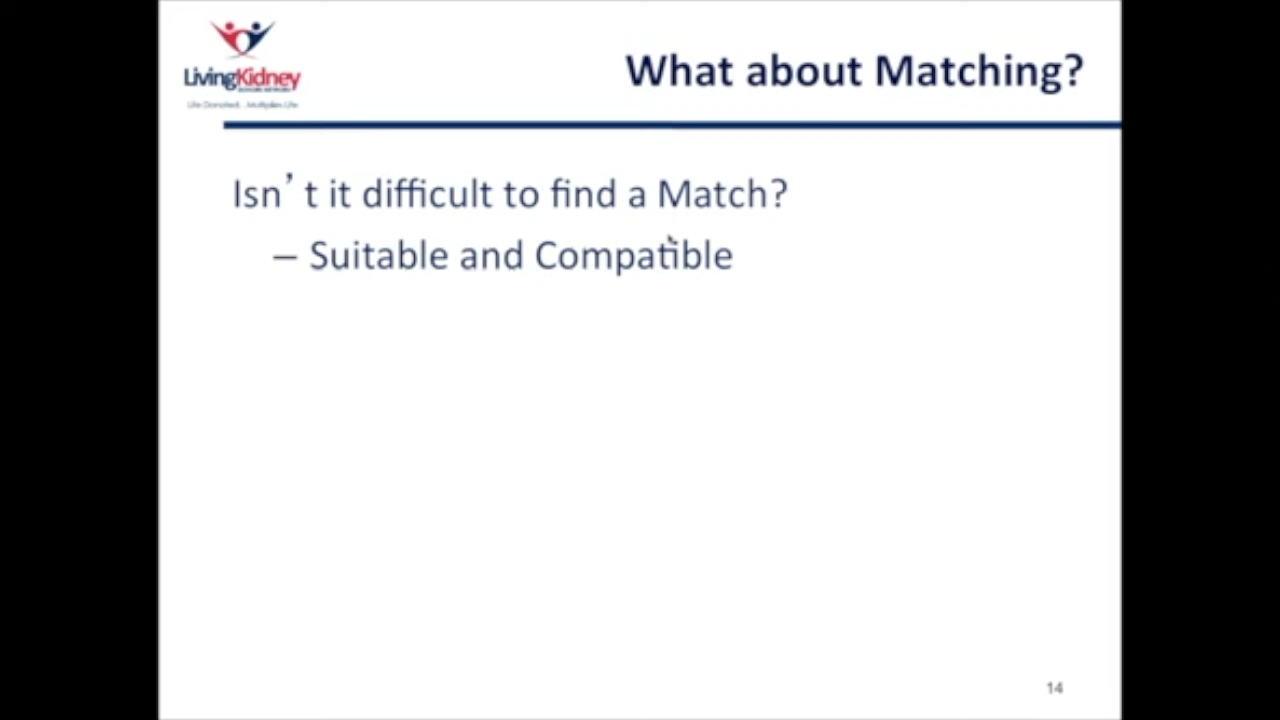 LivingKidney
What about Matching?
Isn't it difficult to find a Match?
– Suitable and Compatible
14